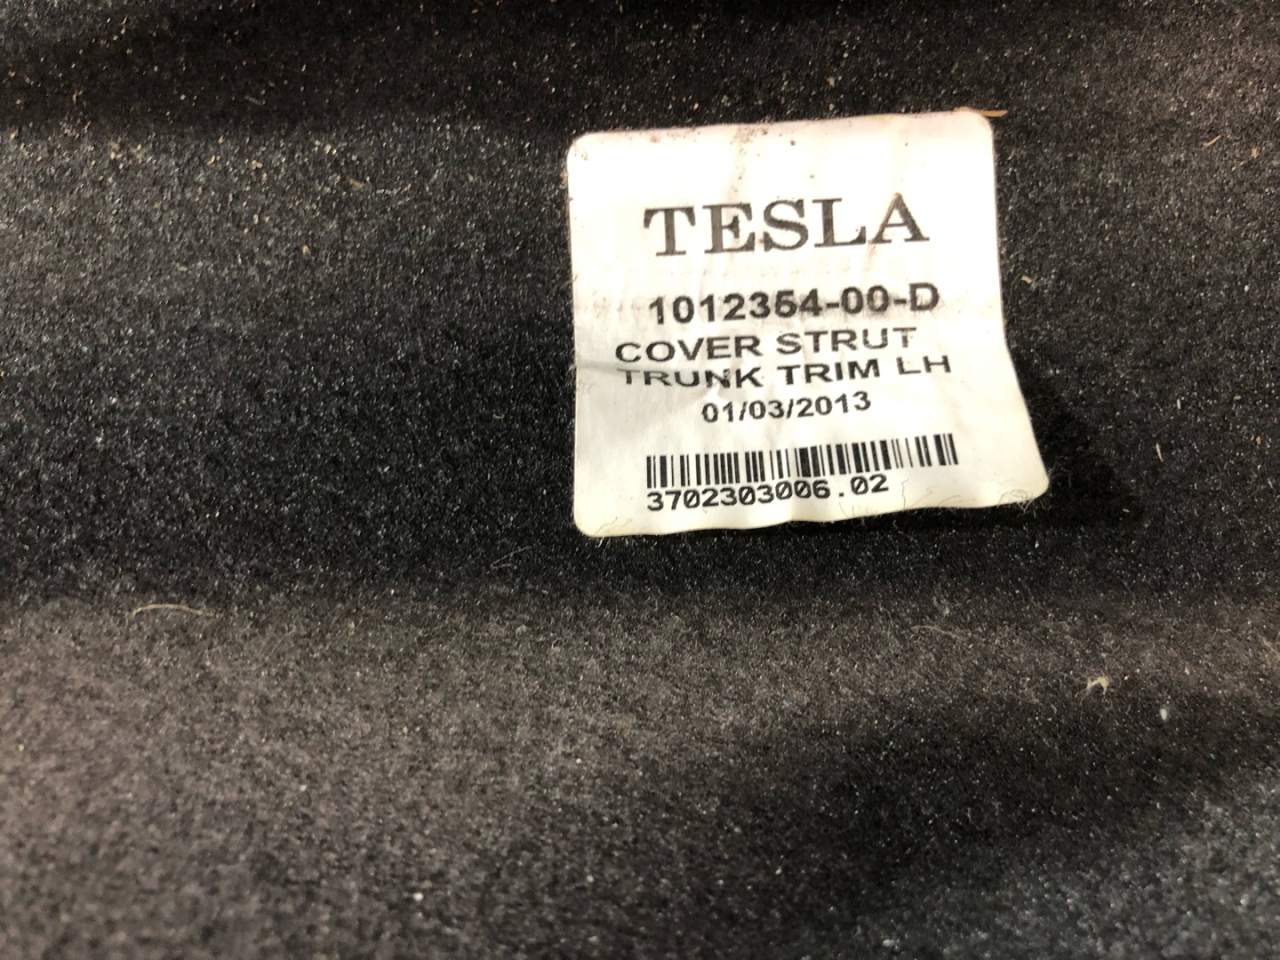 TESLA
1012354-00-D
COVER STRUT
TRUNK TRIM LH
01/03/2013
3702303006.02